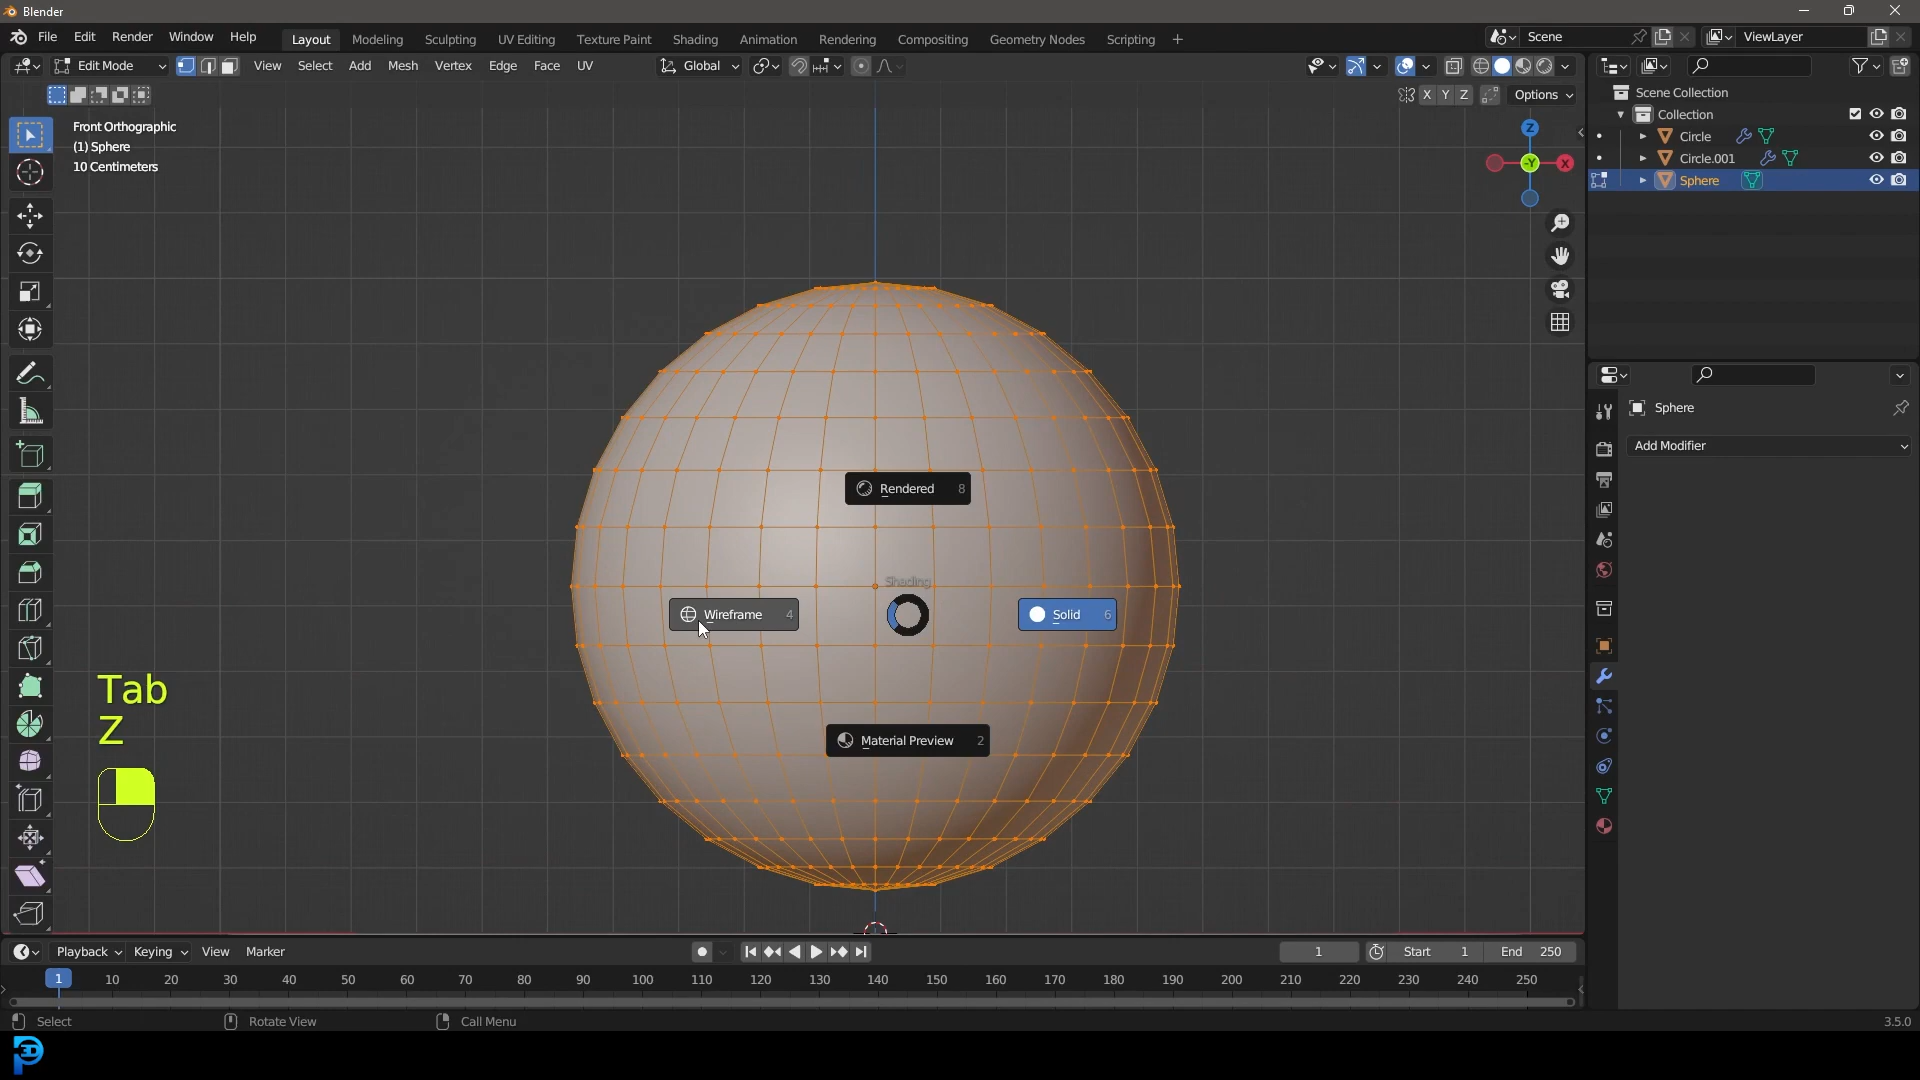 Blender
File Edit Render Window Help Layout Modeling Sculpting UV Editing Texture Paint Shading Animation Rendering Compositing Geometry Nodes Scripting + Scene ViewLayer
Edit Mode View Select Add Mesh Vertex Edge Face UV Global
X Y Z Options
Front Orthographic
(1) Sphere
10 Centimeters
Z
-Y X
Scene Collection
Collection
Circle
Circle.001
Sphere
Sphere
Add Modifier
Rendered 8
Shading
Wireframe 4
Solid 6
Material Preview 2
Tab
Z
Playback Keying View Marker 1 Start 1 End 250
1 10 20 30 40 50 60 70 80 90 100 110 120 130 140 150 160 170 180 190 200 210 220 230 240 250
Select Rotate View Call Menu 3.5.0
3D